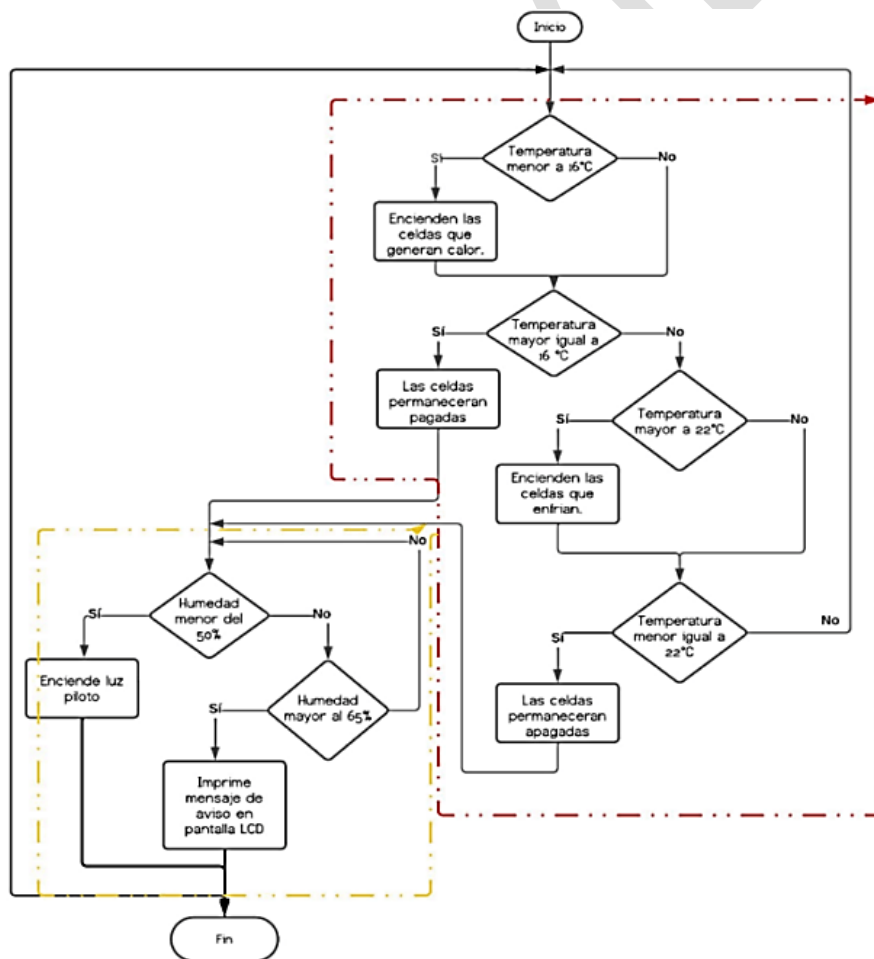 Inicio
Temperatura
menor a 16°C
Sí
No
Encienden las
celdas que
generan calor.
Temperatura
mayor igual a
16 °C
Sí
No
Las celdas
permaneceran
pagadas
Temperatura
mayor a 22°C
Sí
No
Encienden las
celdas que
enfrian.
No
Humedad
menor del
50%
Sí
No
Temperatura
menor igual a
22°C
Sí
No
Enciende luz
piloto
Humedad
mayor al 65%
Sí
Las celdas
permaneceran
apagadas
Imprime
mensaje de
aviso en
pantalla LCD
Fin